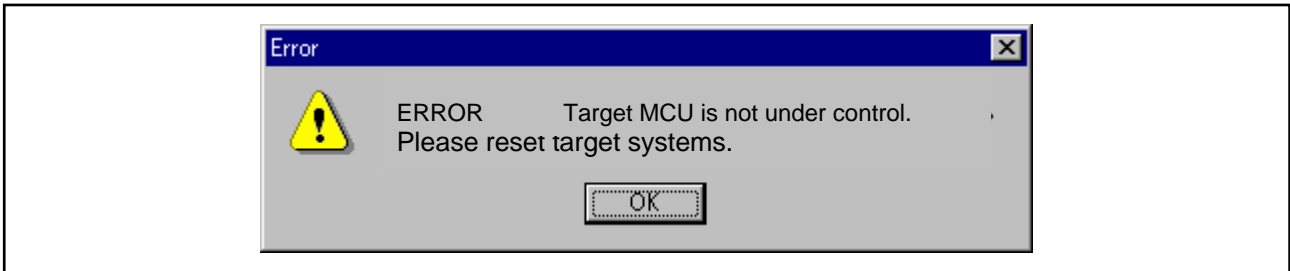 Error
ERROR Target MCU is not under control.
Please reset target systems.
OK